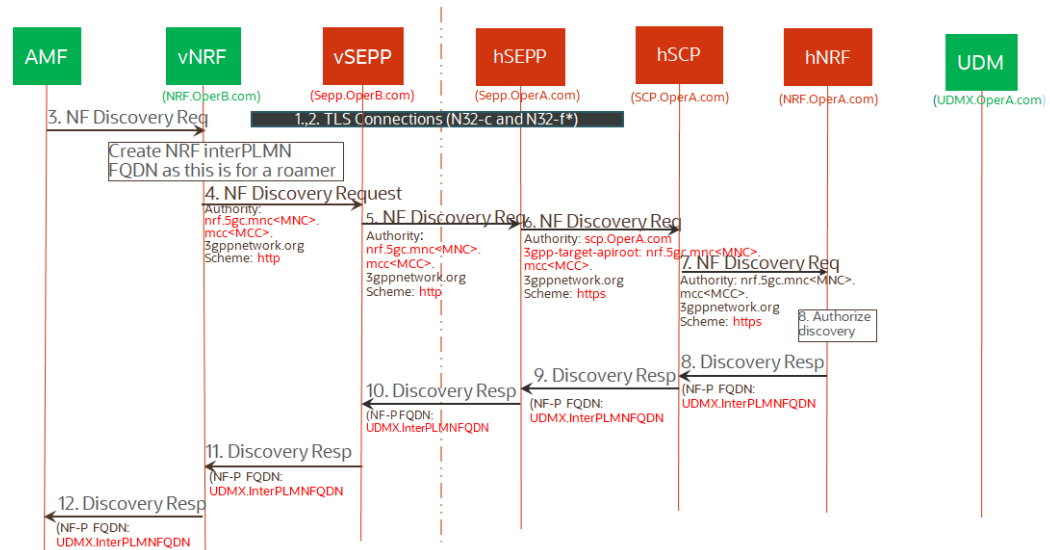 AMF
vNRF
vSEPP
hSEPP
hSCP
hNRF
UDM
(NRF.OperB.com)
(Sepp.OperB.com)
(Sepp.OperA.com)
(SCP.OperA.com)
(NRF.OperA.com)
(UDMX.OperA.com)
3. NF Discovery Req
1.,2. TLS Connections (N32-c and N32-f*)
Create NRF interPLMN
FQDN as this is for a roamer
4. NF Discovery Request
Authority:
nrf.5gc.mnc<MNC>.
mcc<MCC>.
3gppnetwork.org
Scheme: http
5. NF Discovery Req
Authority:
nrf.5gc.mnc<MNC>.
mcc<MCC>.
3gppnetwork.org
Scheme: http
6. NF Discovery Req
Authority: scp.OperA.com
3gpp-target-apiroot: nrf.5gc.mnc<MNC>.
mcc<MCC>.
3gppnetwork.org
Scheme: https
7. NF Discovery Req
Authority: nrf.5gc.mnc<MNC>.
mcc<MCC>.
3gppnetwork.org
Scheme: https
8. Authorize
discovery
8. Discovery Resp
(NF-P FQDN:
UDMX.InterPLMNFQDN
9. Discovery Resp
(NF-P FQDN:
UDMX.InterPLMNFQDN
10. Discovery Resp
(NF-P FQDN:
UDMX.InterPLMNFQDN
11. Discovery Resp
(NF-P FQDN:
UDMX.InterPLMNFQDN
12. Discovery Resp
(NF-P FQDN:
UDMX.InterPLMNFQDN